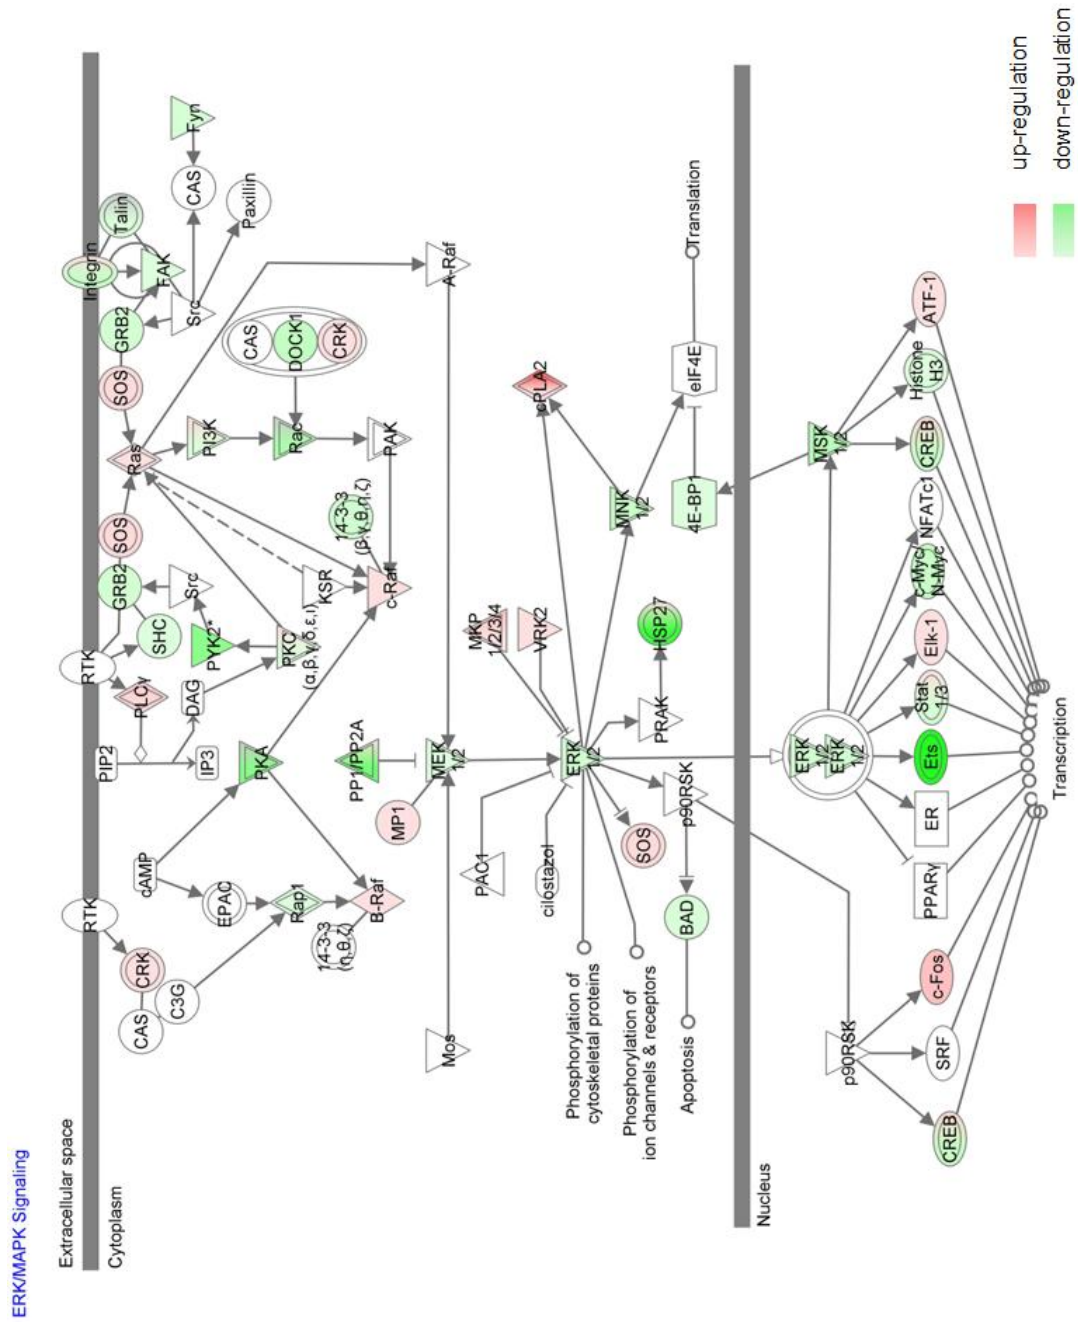 ERK/MAPK Signaling
Extracellular space
Cytoplasm
RTK
CRK
CAS
C3G
cAMP
EPAC
Rap1
14-3-3
(η,θ,ζ)
B-Raf
PIP2
IP3
DAG
PLCγ
RTK
SHC
GRB2
SOS
Ras
PYK2*
Src
PKC
(α,β,γ,δ,ε,ι)
PKA
KSR
c-Raf
14-3-3
(β,γ,θ,η,ζ)
SOS
GRB2
Integrin
Talin
FAK
Src
Fyn
CAS
Paxillin
PI3K
Rac
PAK
CAS
DOCK1
CRK
A-Raf
Mos
MP1
PP1/PP2A
MEK
1/2
PAC1
cilostazol
MKP
1/2/3/4
VRK2
ERK
1/2
cPLA2
Phosphorylation of
cytoskeletal proteins
Phosphorylation of
ion channels & receptors
SOS
p90RSK
BAD
Apoptosis
PRAK
HSP27
MNK
1/2
4E-BP1
eIF4E
Translation
Nucleus
p90RSK
CREB
SRF
c-Fos
ERK
1/2
ERK
1/2
MSK
1/2
PPARγ
ER
Ets
Stat
1/3
Elk-1
c-Myc
N-Myc
NFATc1
CREB
Histone
H3
ATF-1
Transcription
up-regulation
down-regulation